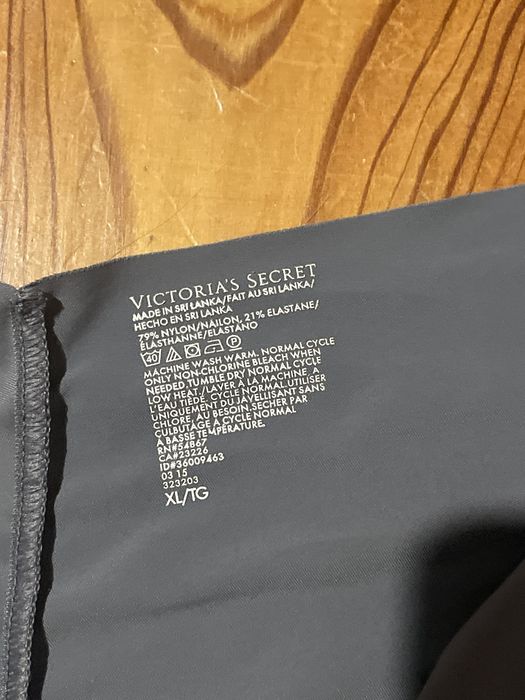 VICTORIA'S SECRET
MADE IN SRI LANKA/FAIT AU SRI LANKA/
HECHO EN SRI LANKA
79% NYLON/NAILON, 21% ELASTANE/
ÉLASTHANNE/ELASTANO
40 P
MACHINE WASH WARM. NORMAL CYCLE
ONLY NON-CHLORINE BLEACH WHEN
NEEDED.TUMBLE DRY NORMAL CYCLE
LOW HEAT./LAVER À LA MACHINE À
L'EAU TIÈDE. CYCLE NORMAL.UTILISER
UNIQUEMENT DU JAVELLISANT SANS
CHLORE, AU BESOIN.SÉCHER PAR
CULBUTAGE À CYCLE NORMAL
À BASSE TEMPÉRATURE.
RN#54867
CA#23226
ID#36009463
03 15
323203
XL/TG